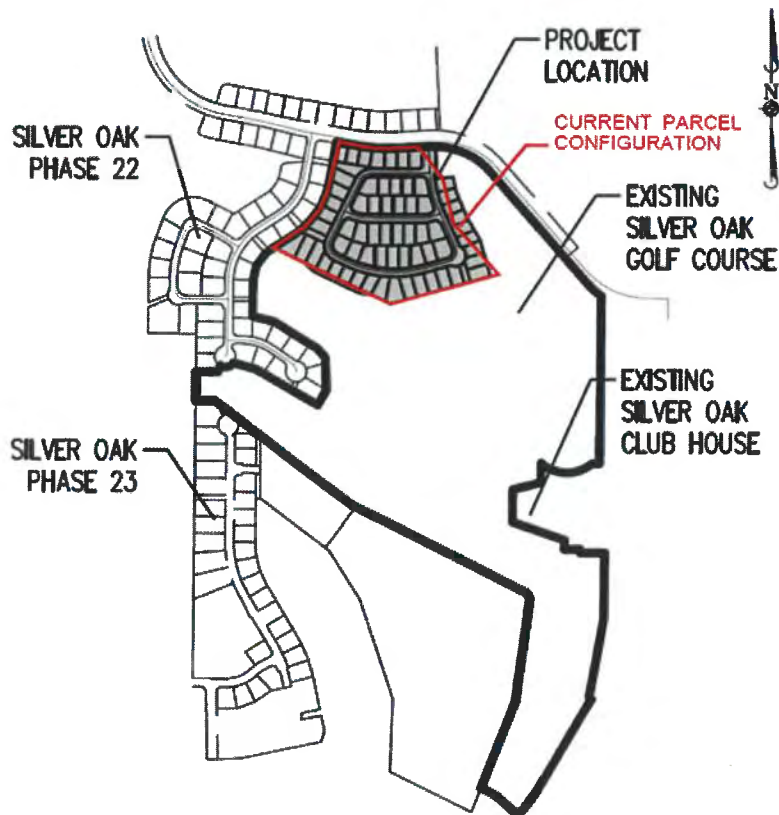 PROJECT
LOCATION
CURRENT PARCEL
CONFIGURATION
N
SILVER OAK
PHASE 22
EXISTING
SILVER OAK
GOLF COURSE
EXISTING
SILVER OAK
CLUB HOUSE
SILVER OAK
PHASE 23